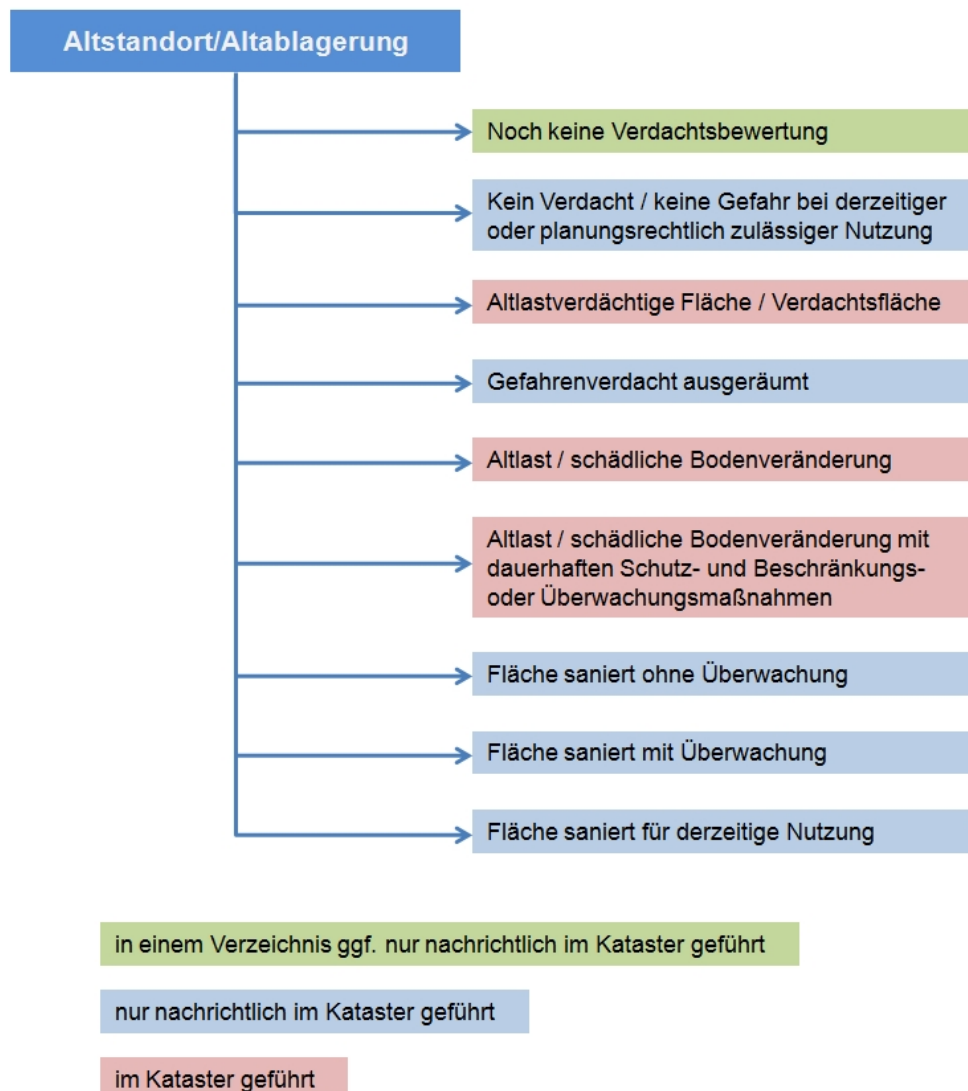 Altstandort/Altablagerung
Noch keine Verdachtsbewertung
Kein Verdacht / keine Gefahr bei derzeitiger
oder planungsrechtlich zulässiger Nutzung
Altlastverdächtige Fläche / Verdachtsfläche
Gefahrenverdacht ausgeräumt
Altlast / schädliche Bodenveränderung
Altlast / schädliche Bodenveränderung mit
dauerhaften Schutz- und Beschränkungs-
oder Überwachungsmaßnahmen
Fläche saniert ohne Überwachung
Fläche saniert mit Überwachung
Fläche saniert für derzeitige Nutzung
in einem Verzeichnis ggf. nur nachrichtlich im Kataster geführt
nur nachrichtlich im Kataster geführt
im Kataster geführt